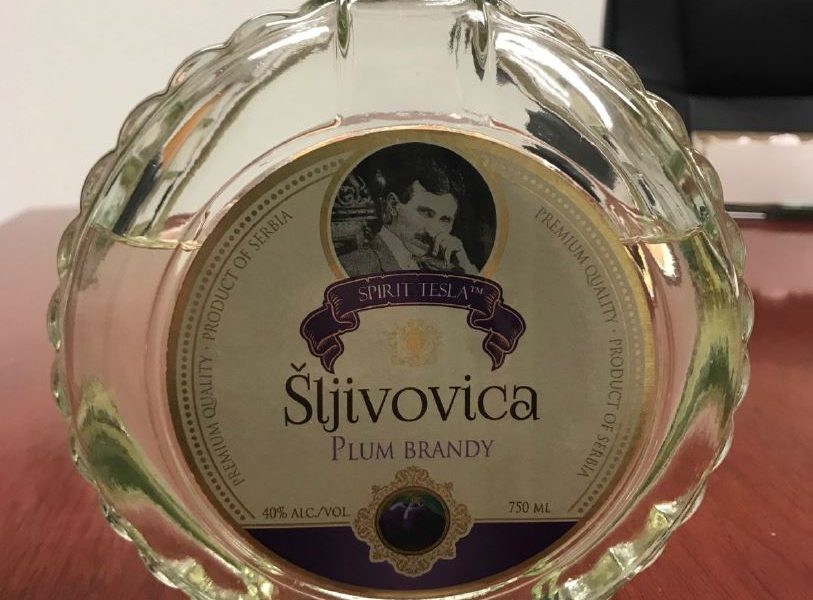 SPIRIT TESLA™
Šljivovica
PLUM BRANDY
40% ALC./VOL
750 ML
PREMIUM QUALITY · PRODUCT OF SERBIA
PREMIUM QUALITY · PRODUCT OF SERBIA